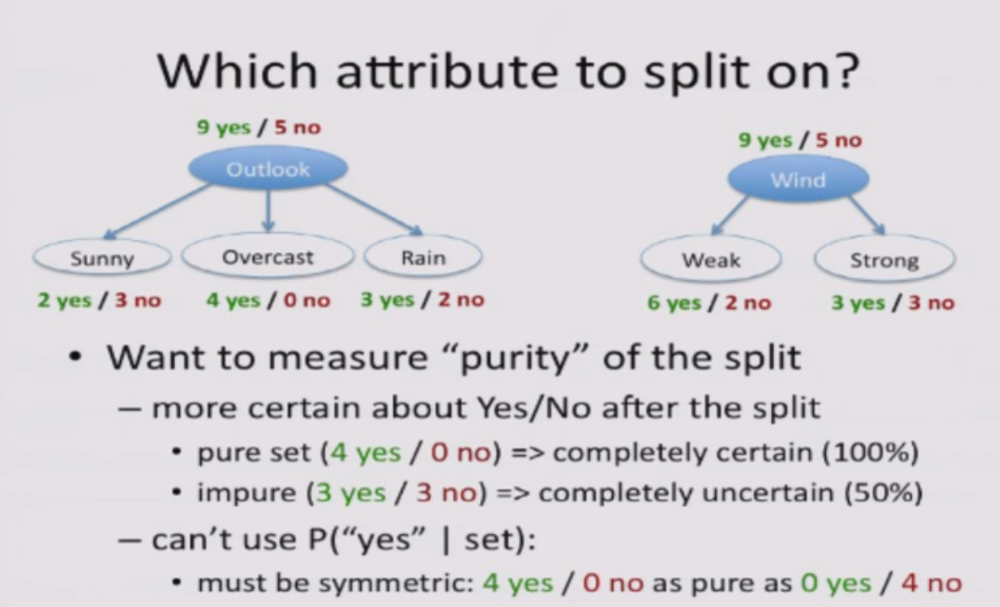 Which attribute to split on?
9 yes / 5 no
Outlook
Sunny Overcast Rain
2 yes / 3 no 4 yes / 0 no 3 yes / 2 no
9 yes / 5 no
Wind
Weak Strong
6 yes / 2 no 3 yes / 3 no
• Want to measure “purity” of the split
– more certain about Yes/No after the split
• pure set (4 yes / 0 no) => completely certain (100%)
• impure (3 yes / 3 no) => completely uncertain (50%)
– can’t use P(“yes” | set):
• must be symmetric: 4 yes / 0 no as pure as 0 yes / 4 no